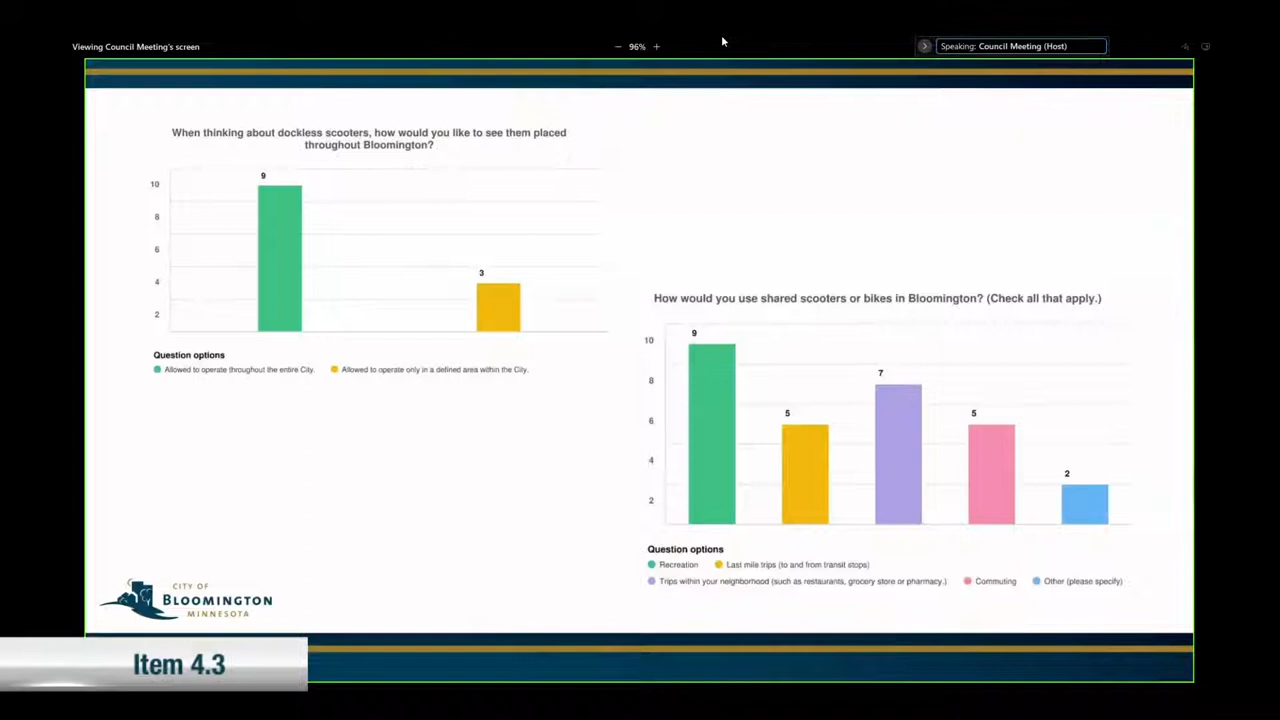 Viewing Council Meeting's screen
96%
Speaking: Council Meeting (Host)
When thinking about dockless scooters, how would you like to see them placed
throughout Bloomington?
9
10
8
6
4
2
3
Question options
Allowed to operate throughout the entire City.
Allowed to operate only in a defined area within the City.
How would you use shared scooters or bikes in Bloomington? (Check all that apply.)
10
8
6
4
2
9
5
7
5
2
Question options
Recreation
Last mile trips (to and from transit stops)
Trips within your neighborhood (such as restaurants, grocery store or pharmacy.)
Commuting
Other (please specify)
CITY OF
BLOOMINGTON
MINNESOTA
Item 4.3